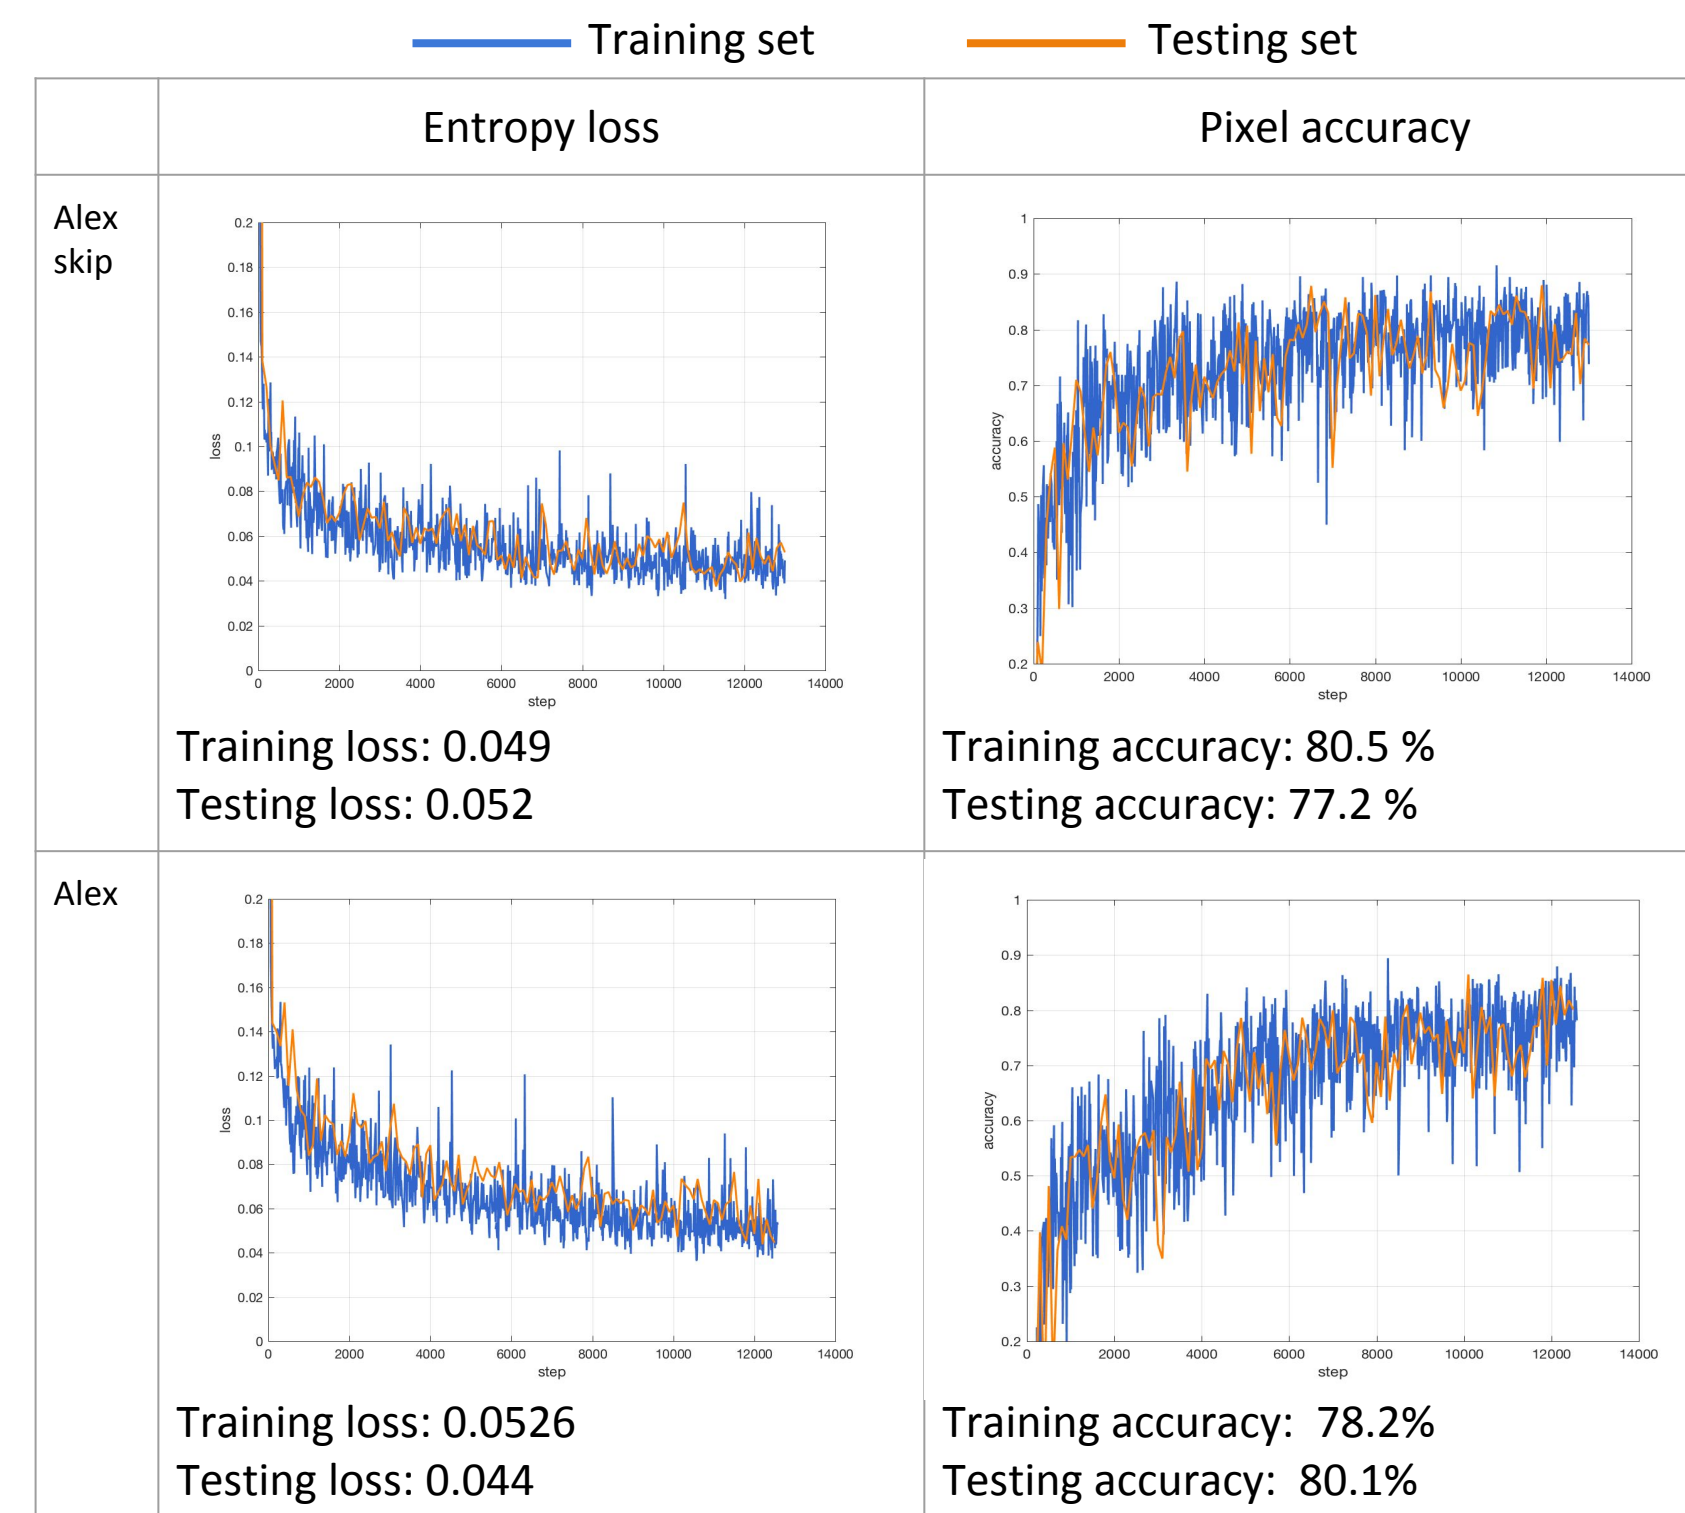 Training set
Testing set
Entropy loss
Pixel accuracy
Alex
skip
0.2
0.18
0.16
0.14
0.12
0.1
0.08
0.06
0.04
0.02
0
loss
0 2000 4000 6000 8000 10000 12000 14000
step
1
0.9
0.8
0.7
0.6
0.5
0.4
0.3
0.2
accuracy
0 2000 4000 6000 8000 10000 12000 14000
step
Training loss: 0.049
Testing loss: 0.052
Training accuracy: 80.5 %
Testing accuracy: 77.2 %
Alex
0.2
0.18
0.16
0.14
0.12
0.1
0.08
0.06
0.04
0.02
0
loss
0 2000 4000 6000 8000 10000 12000 14000
step
1
0.9
0.8
0.7
0.6
0.5
0.4
0.3
0.2
accuracy
0 2000 4000 6000 8000 10000 12000 14000
step
Training loss: 0.0526
Testing loss: 0.044
Training accuracy: 78.2%
Testing accuracy: 80.1%